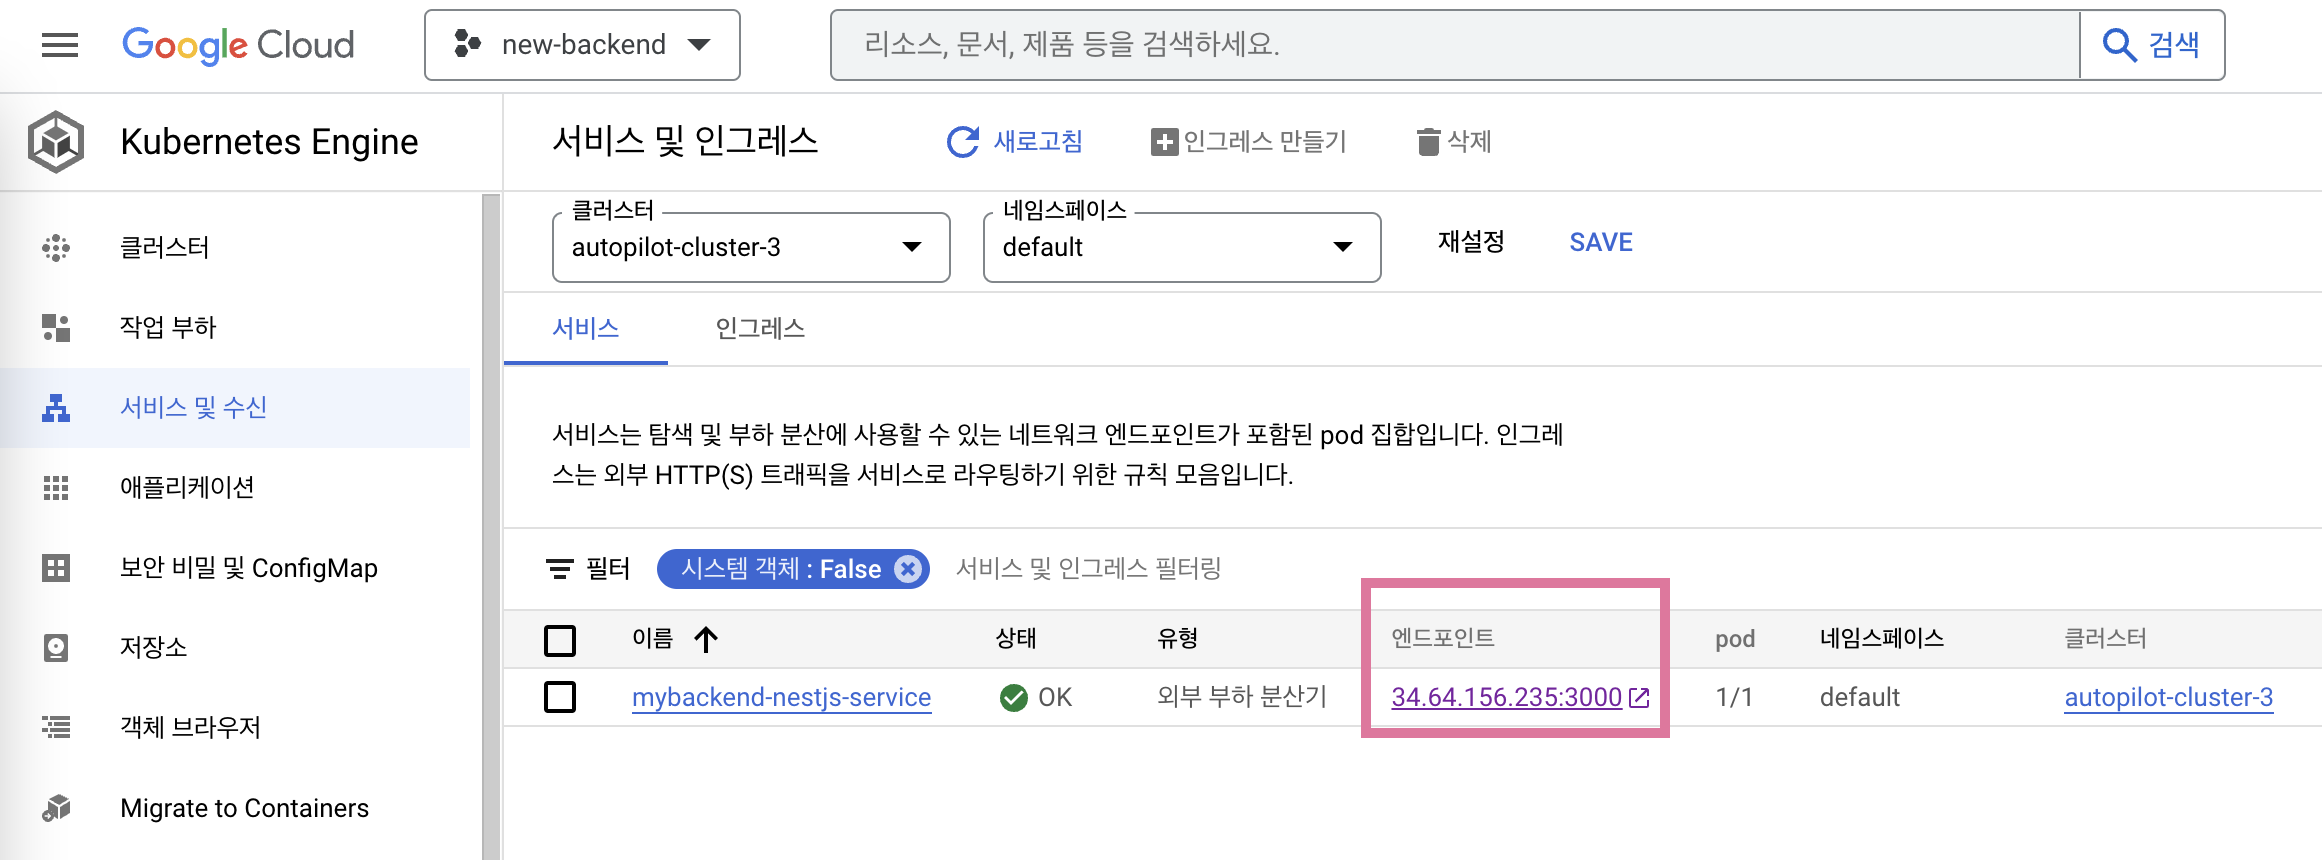 Google Cloud
new-backend
리소스, 문서, 제품 등을 검색하세요.
검색
Kubernetes Engine
서비스 및 인그레스
새로고침
인그레스 만들기
삭제
클러스터
작업 부하
서비스 및 수신
애플리케이션
보안 비밀 및 ConfigMap
저장소
객체 브라우저
Migrate to Containers
클러스터
autopilot-cluster-3
네임스페이스
default
재설정
SAVE
서비스
인그레스
서비스는 탐색 및 부하 분산에 사용할 수 있는 네트워크 엔드포인트가 포함된 pod 집합입니다. 인그레
스는 외부 HTTP(S) 트래픽을 서비스로 라우팅하기 위한 규칙 모음입니다.
필터
시스템 객체 : False
서비스 및 인그레스 필터링
이름 상태 유형 엔드포인트 pod 네임스페이스 클러스터
mybackend-nestjs-service OK 외부 부하 분산기 34.64.156.235:3000 1/1 default autopilot-cluster-3